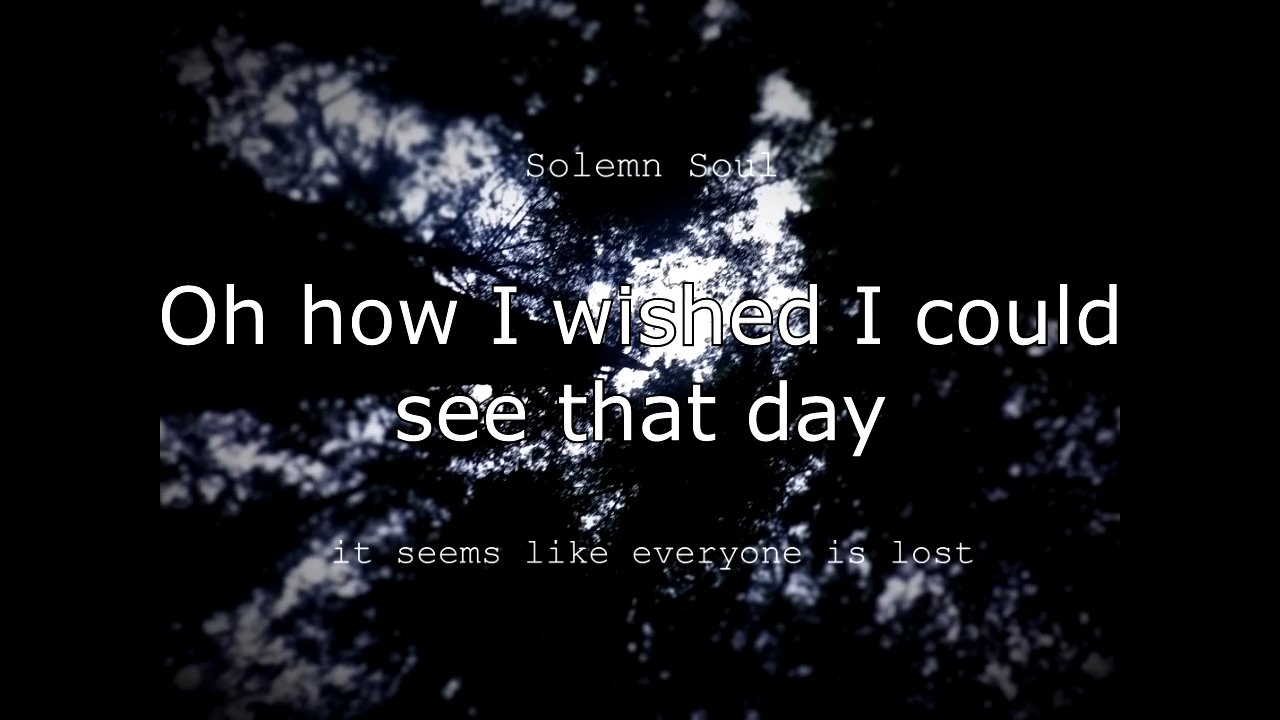 Solemn Soul
Oh how I wished I could
see that day
it seems like everyone is lost